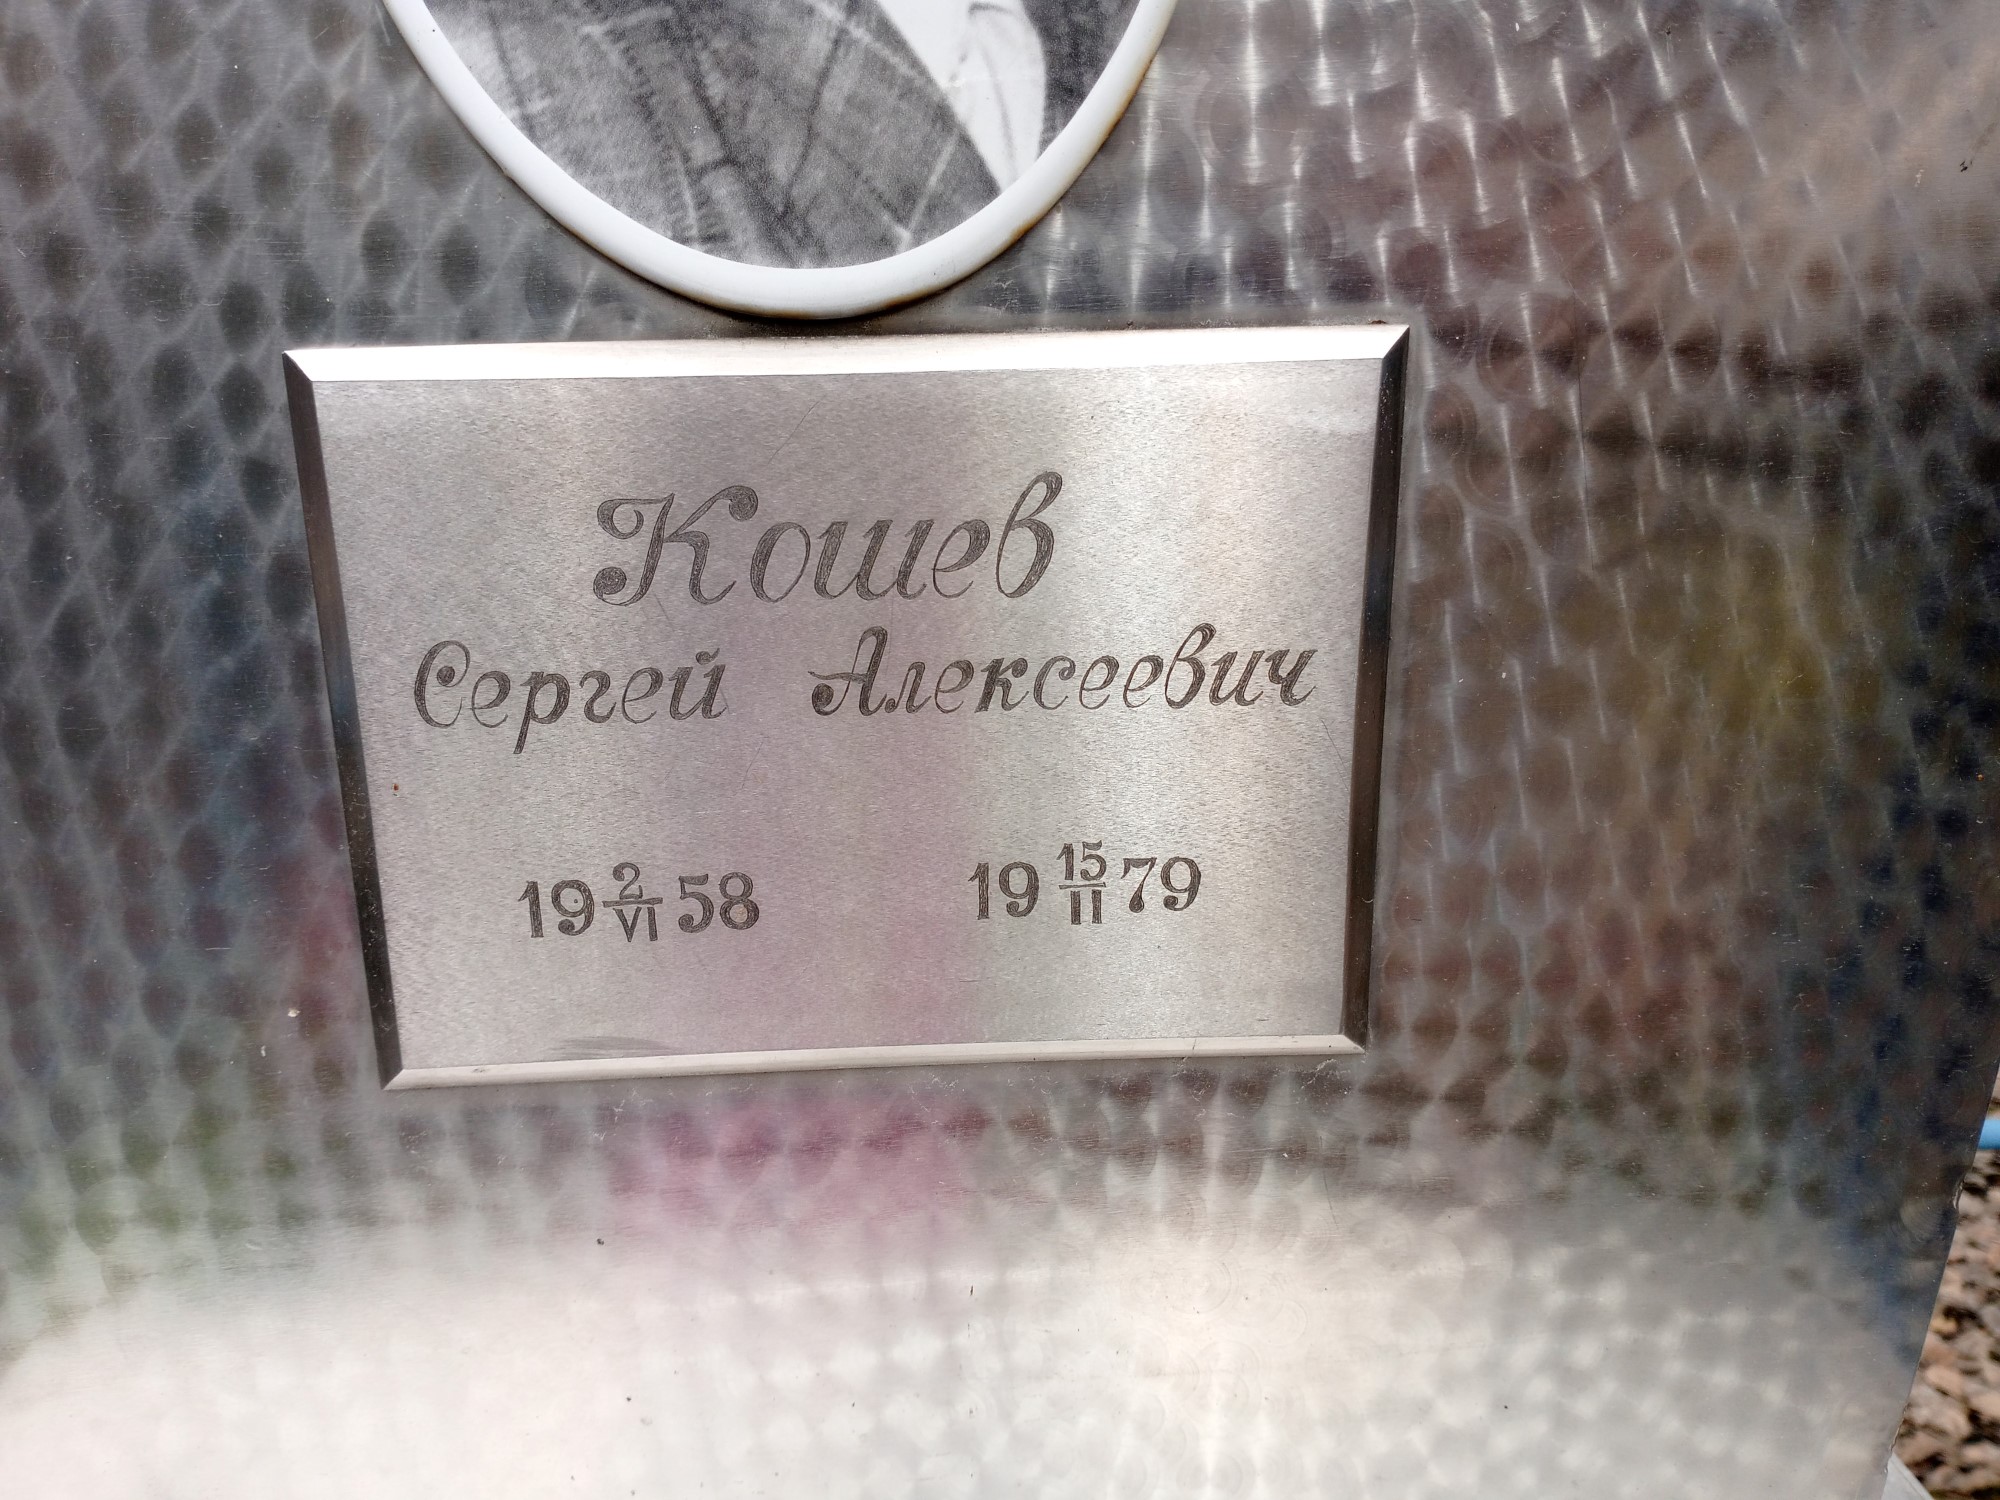 Кошев
Сергей Алексеевич
19 2/VI 58 19 15/II 79